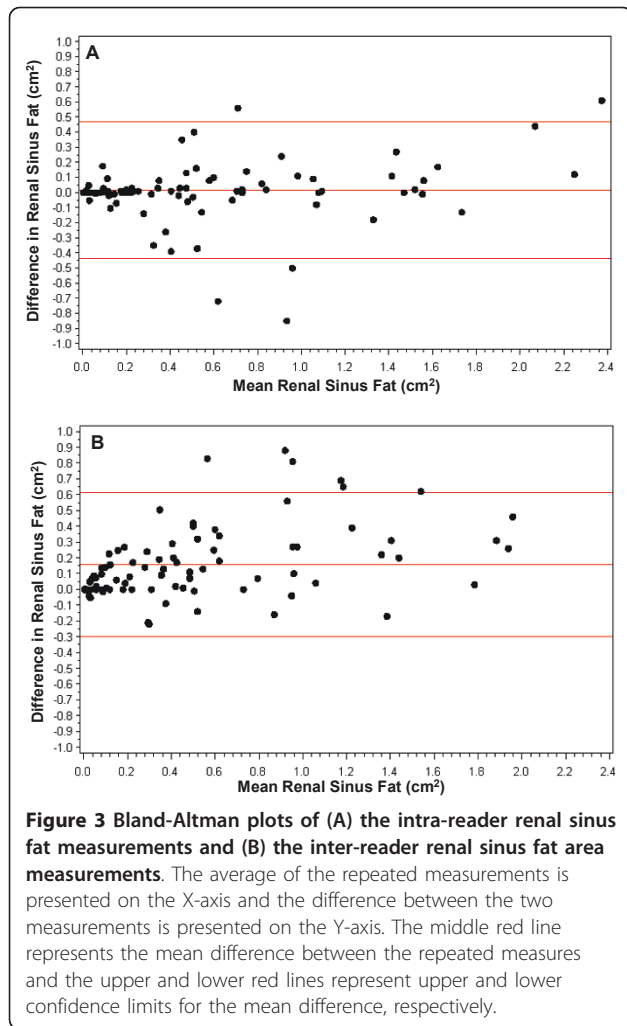 A
Difference in Renal Sinus Fat (cm²)
1.0
0.9
0.8
0.7
0.6
0.5
0.4
0.3
0.2
0.1
0.0
-0.1
-0.2
-0.3
-0.4
-0.5
-0.6
-0.7
-0.8
-0.9
-1.0
0.0 0.2 0.4 0.6 0.8 1.0 1.2 1.4 1.6 1.8 2.0 2.2 2.4
Mean Renal Sinus Fat (cm²)
B
Difference in Renal Sinus Fat (cm²)
1.0
0.9
0.8
0.7
0.6
0.5
0.4
0.3
0.2
0.1
0.0
-0.1
-0.2
-0.3
-0.4
-0.5
-0.6
-0.7
-0.8
-0.9
-1.0
0.0 0.2 0.4 0.6 0.8 1.0 1.2 1.4 1.6 1.8 2.0 2.2 2.4
Mean Renal Sinus Fat (cm²)
Figure 3 Bland-Altman plots of (A) the intra-reader renal sinus
fat measurements and (B) the inter-reader renal sinus fat area
measurements. The average of the repeated measurements is
presented on the X-axis and the difference between the two
measurements is presented on the Y-axis. The middle red line
represents the mean difference between the repeated measures
and the upper and lower red lines represent upper and lower
confidence limits for the mean difference, respectively.